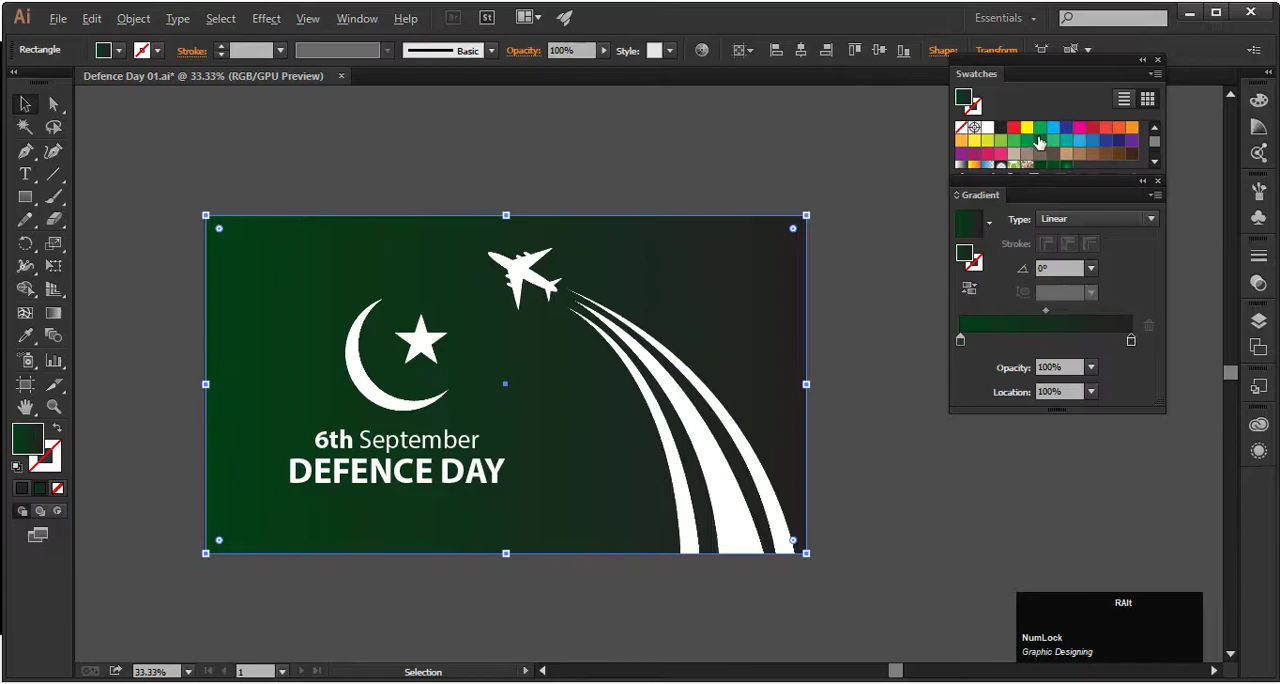 Ai File Edit Object Type Select Effect View Window Help Br St Essentials
Rectangle Stroke: Basic Opacity: 100% Style: Shape: Transform
Defence Day 01.ai* @ 33.33% (RGB/GPU Preview) ×
Swatches
Gradient
Type: Linear
Stroke:
0°
Opacity: 100%
Location: 100%
6th September
DEFENCE DAY
RAlt
NumLock
Graphic Designing
33.33% 1 Selection